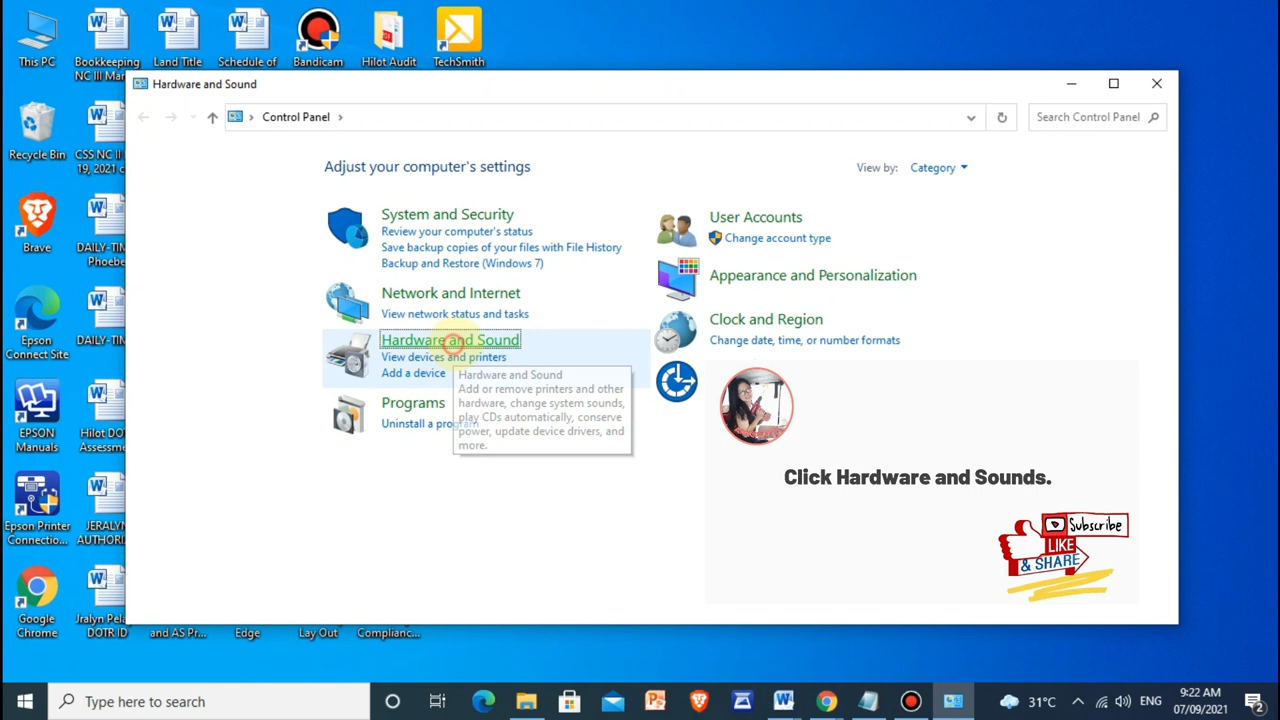 This PC
Bookkeeping
NC III Mar...
Land Title
Schedule of
Bandicam
Hilot Audit
TechSmith
Hardware and Sound
Control Panel
Search Control Panel
Recycle Bin
CSS NC II
19, 2021 c
Adjust your computer's settings
View by:
Category
System and Security
Review your computer's status
Save backup copies of your files with File History
Backup and Restore (Windows 7)
User Accounts
Change account type
Brave
DAILY-TIM
Phoebe
Appearance and Personalization
Network and Internet
View network status and tasks
Clock and Region
Change date, time, or number formats
Epson
Connect Site
DAILY-TIM
Hardware and Sound
View devices and printers
Add a device
Hardware and Sound
Add or remove printers and other
hardware, change system sounds,
play CDs automatically, conserve
power, update device drivers, and
more.
Programs
Uninstall a program
EPSON
Manuals
Hilot DOT
Assessme
Click Hardware and Sounds.
Subscribe
LIKE
& SHARE
Epson Printer
Connectio...
JERALYN
AUTHORIZ
Google
Chrome
Jralyn Pela
DOTR ID
and AS Pr...
Edge
Lay Out
Complianc...
Type here to search
31°C
ENG
9:22 AM
07/09/2021
2